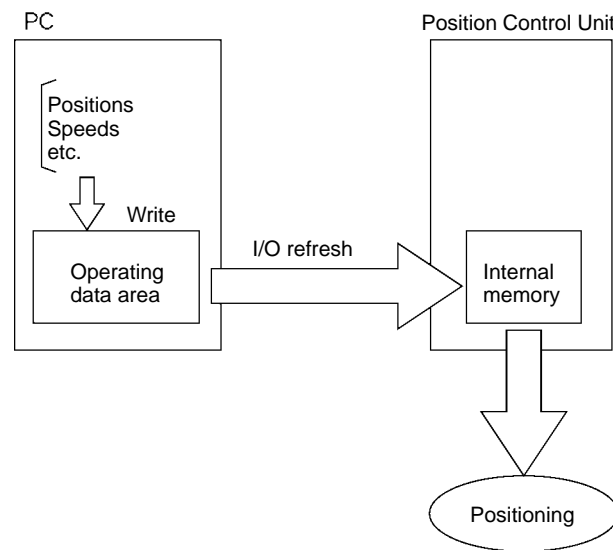 PC
Position Control Unit
Positions
Speeds
etc.
Write
I/O refresh
Operating
data area
Internal
memory
Positioning